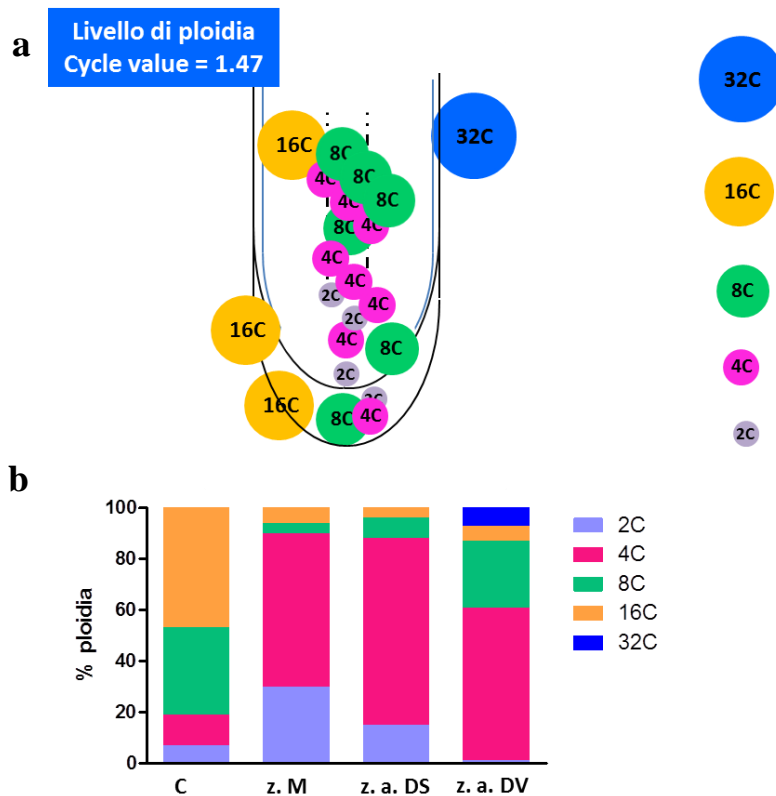 a
Livello di ploidia
Cycle value = 1.47
16C
32C
8C
4C
8C
4C
8C
4C
8C
4C
4C
2C
4C
2C
16C
4C
8C
2C
2C
16C
8C
4C
32C
16C
8C
4C
2C
b
% ploidia
100
80
60
40
20
0
C
z. M
z. a. DS
z. a. DV
2C
4C
8C
16C
32C